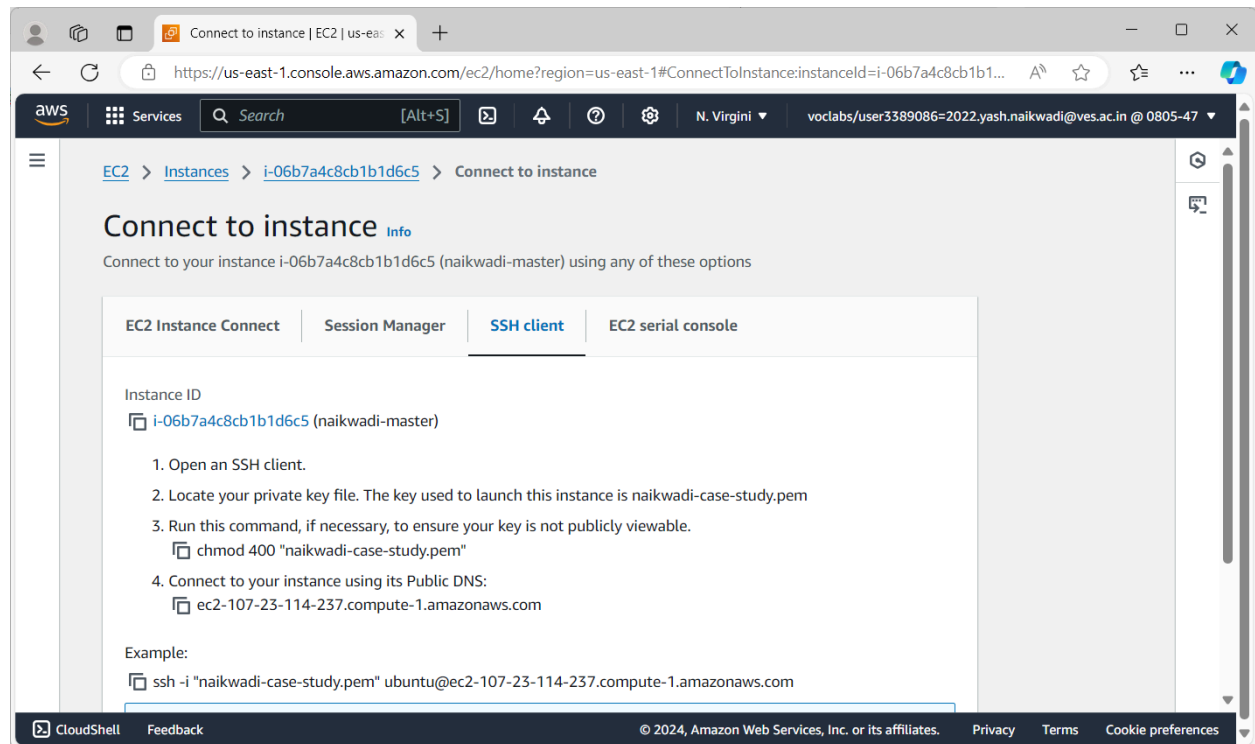 Connect to instance | EC2 | us-eas
https://us-east-1.console.aws.amazon.com/ec2/home?region=us-east-1#ConnectToInstance:instanceId=i-06b7a4c8cb1b1...
aws Services Search [Alt+S] N. Virgini voclabs/user3389086=2022.yash.naikwadi@ves.ac.in @ 0805-47
EC2 > Instances > i-06b7a4c8cb1b1d6c5 > Connect to instance
Connect to instance Info
Connect to your instance i-06b7a4c8cb1b1d6c5 (naikwadi-master) using any of these options
EC2 Instance Connect Session Manager SSH client EC2 serial console
Instance ID
i-06b7a4c8cb1b1d6c5 (naikwadi-master)
1. Open an SSH client.
2. Locate your private key file. The key used to launch this instance is naikwadi-case-study.pem
3. Run this command, if necessary, to ensure your key is not publicly viewable.
chmod 400 "naikwadi-case-study.pem"
4. Connect to your instance using its Public DNS:
ec2-107-23-114-237.compute-1.amazonaws.com
Example:
ssh -i "naikwadi-case-study.pem" ubuntu@ec2-107-23-114-237.compute-1.amazonaws.com
CloudShell Feedback © 2024, Amazon Web Services, Inc. or its affiliates. Privacy Terms Cookie preferences